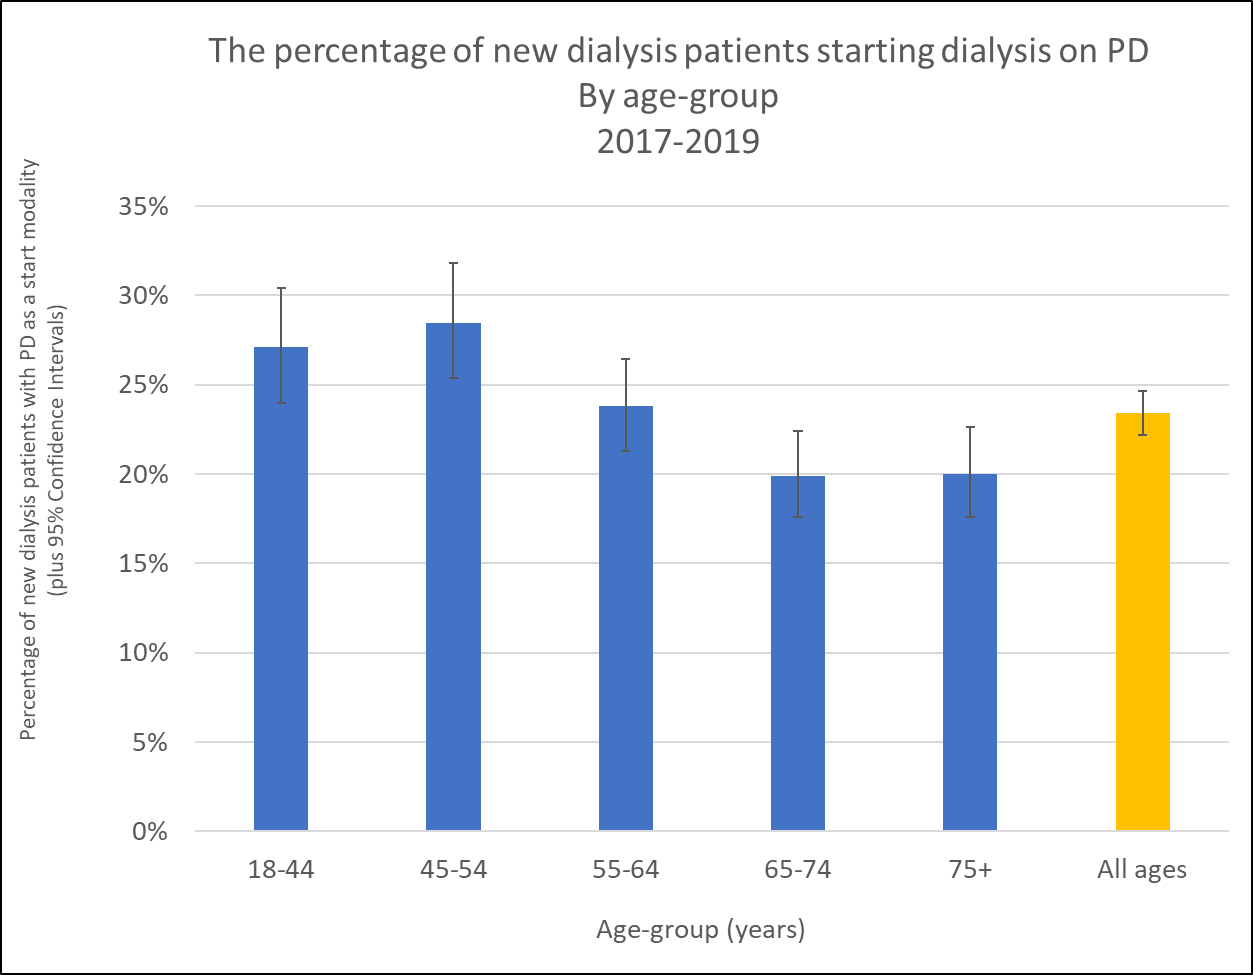 The percentage of new dialysis patients starting dialysis on PD
By age-group
2017-2019
Percentage of new dialysis patients with PD as a start modality
(plus 95% Confidence Intervals)
35%
30%
25%
20%
15%
10%
5%
0%
18-44 45-54 55-64 65-74 75+ All ages
Age-group (years)